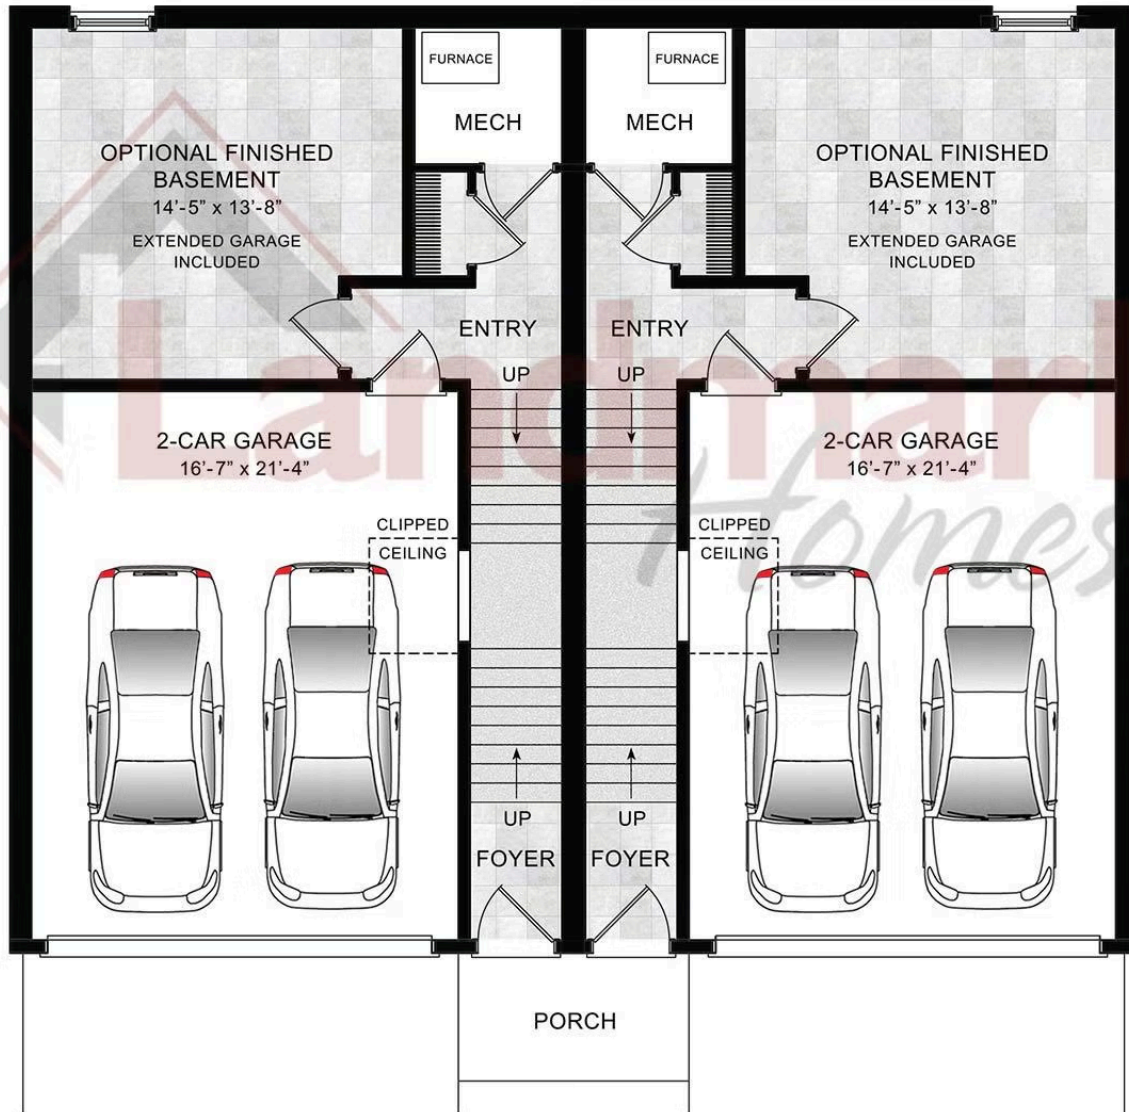 FURNACE
MECH
OPTIONAL FINISHED
BASEMENT
14'-5” x 13'-8”
EXTENDED GARAGE
INCLUDED
ENTRY
UP
2-CAR GARAGE
16'-7” x 21'-4”
CLIPPED
CEILING
UP
FOYER
FURNACE
MECH
OPTIONAL FINISHED
BASEMENT
14'-5” x 13'-8”
EXTENDED GARAGE
INCLUDED
ENTRY
UP
2-CAR GARAGE
16'-7” x 21'-4”
CLIPPED
CEILING
UP
FOYER
PORCH
Landmark
Homes